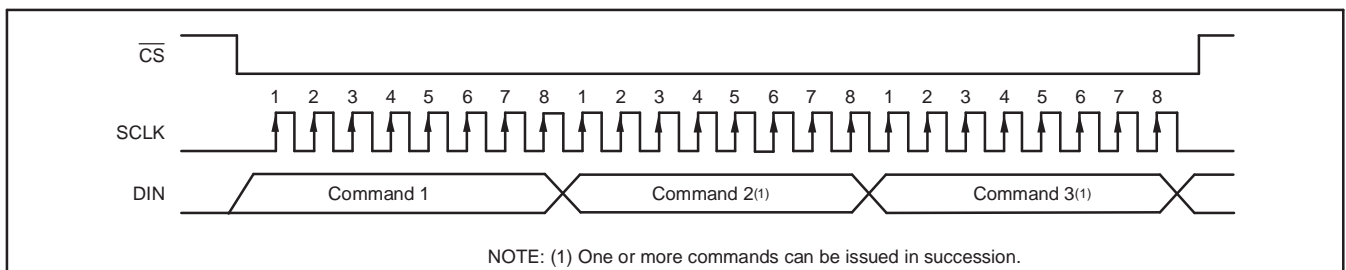 CS
1 2 3 4 5 6 7 8 1 2 3 4 5 6 7 8 1 2 3 4 5 6 7 8
SCLK
DIN Command 1 Command 2(1) Command 3(1)
NOTE: (1) One or more commands can be issued in succession.